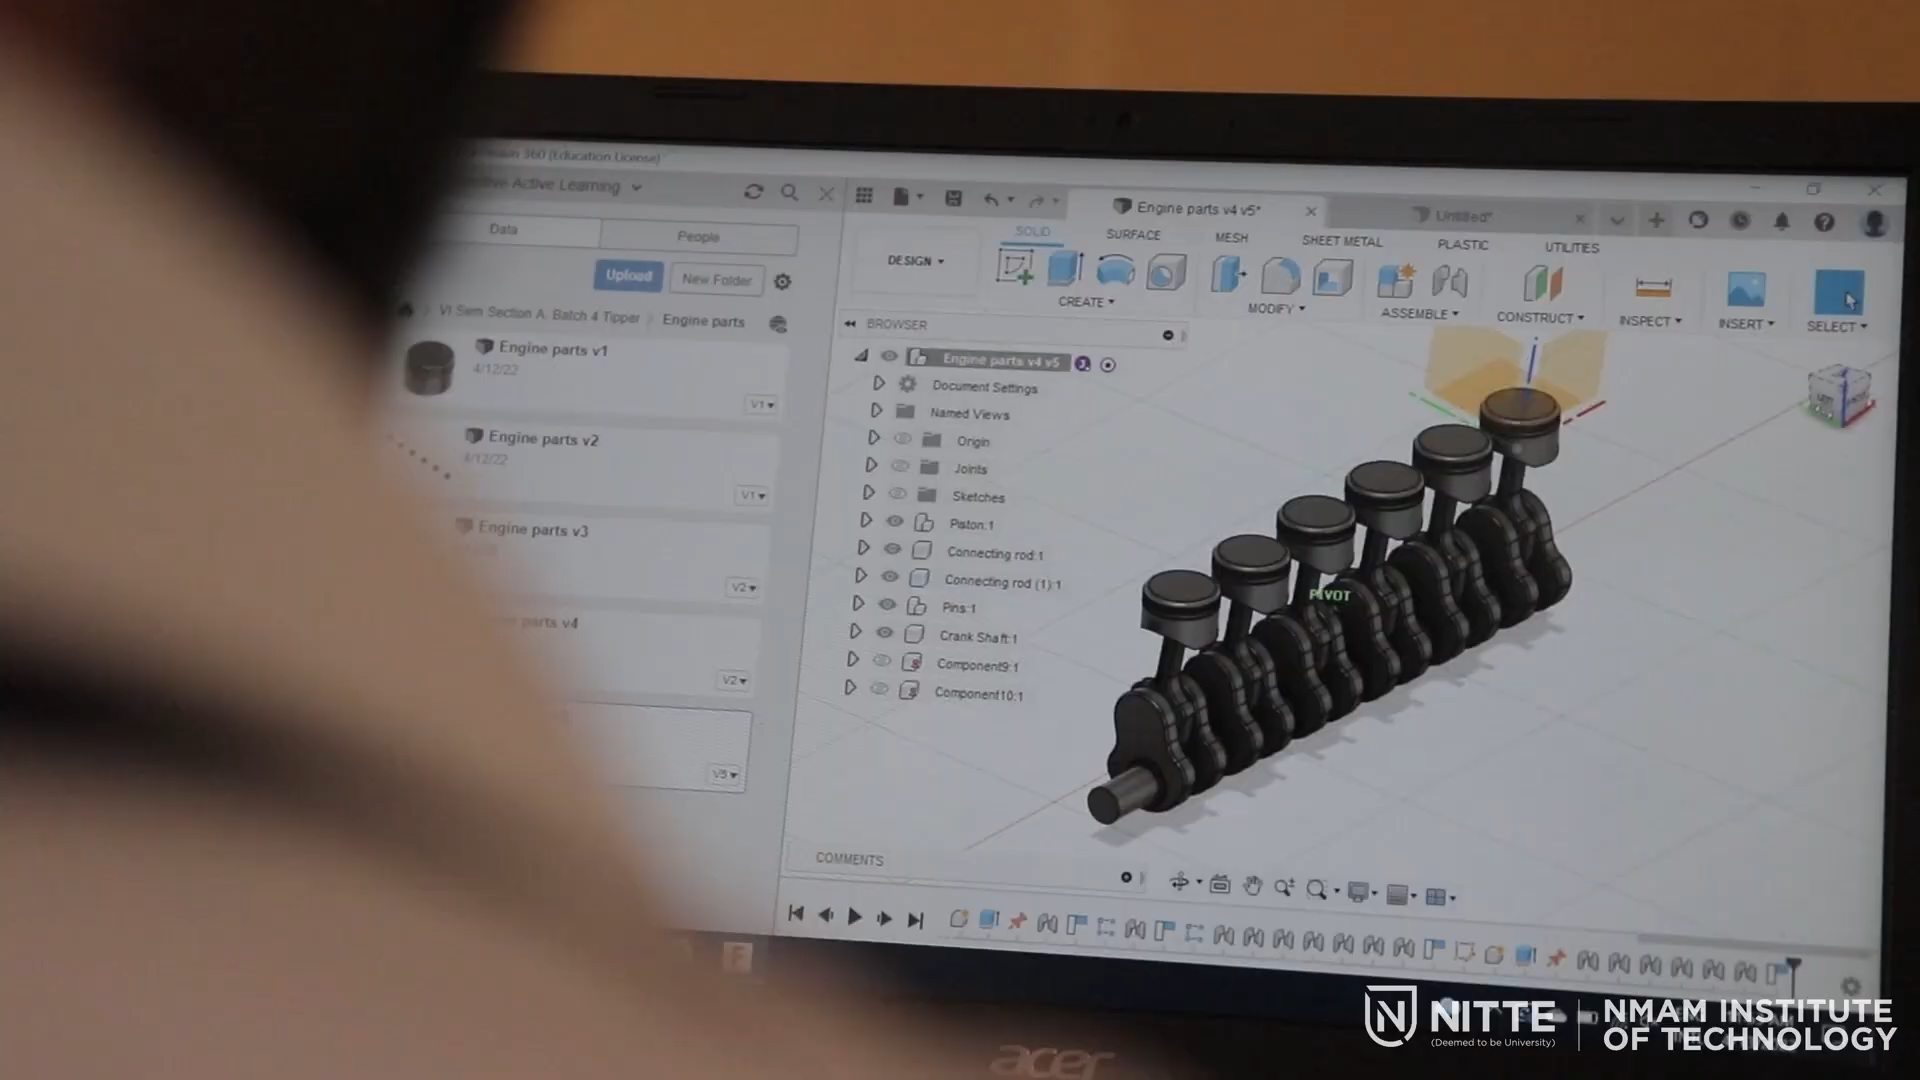 360 (Education License)
Active Learning
Data
People
Upload
New Folder
VI Sem Section A, Batch 4 Tipper
Engine parts
Engine parts v1
4/12/22
V1
Engine parts v2
4/12/22
V1
Engine parts v3
V2
parts v4
V2
V5
Engine parts v4 v5*
Untitled*
DESIGN
SOLID
SURFACE
MESH
SHEET METAL
PLASTIC
UTILITIES
CREATE
MODIFY
ASSEMBLE
CONSTRUCT
INSPECT
INSERT
SELECT
BROWSER
Engine parts v4 v5
Document Settings
Named Views
Origin
Joints
Sketches
Piston:1
Connecting rod:1
Connecting rod (1):1
Pins:1
Crank Shaft:1
Component9:1
Component10:1
PIVOT
COMMENTS
acer
NITTE
(Deemed to be University)
NMAM INSTITUTE
OF TECHNOLOGY